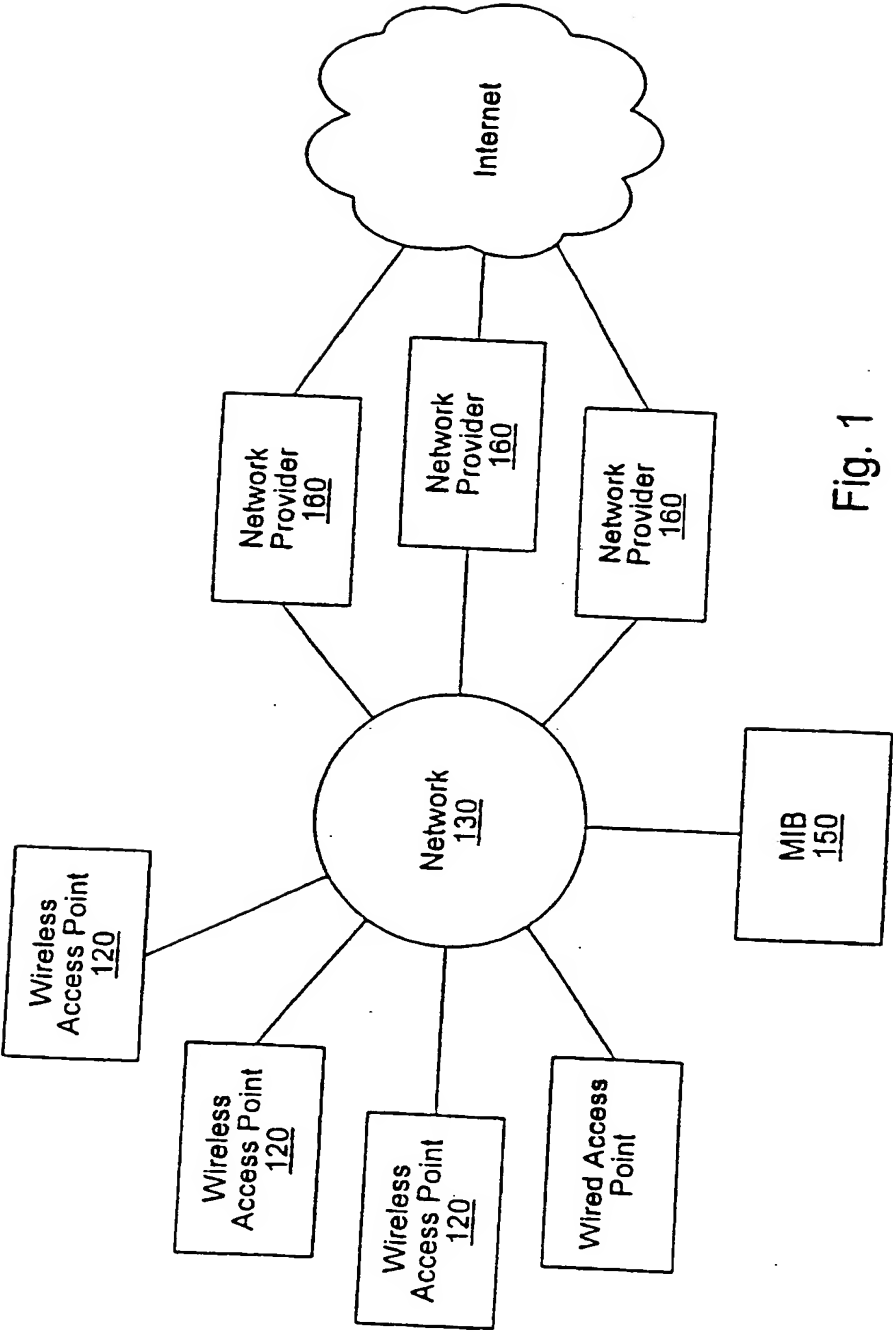 Wireless
Access Point
120
Wireless
Access Point
120
Wireless
Access Point
120
Wired Access
Point
Network
130
MIB
150
Network
Provider
160
Network
Provider
160
Network
Provider
160
Internet
Fig. 1